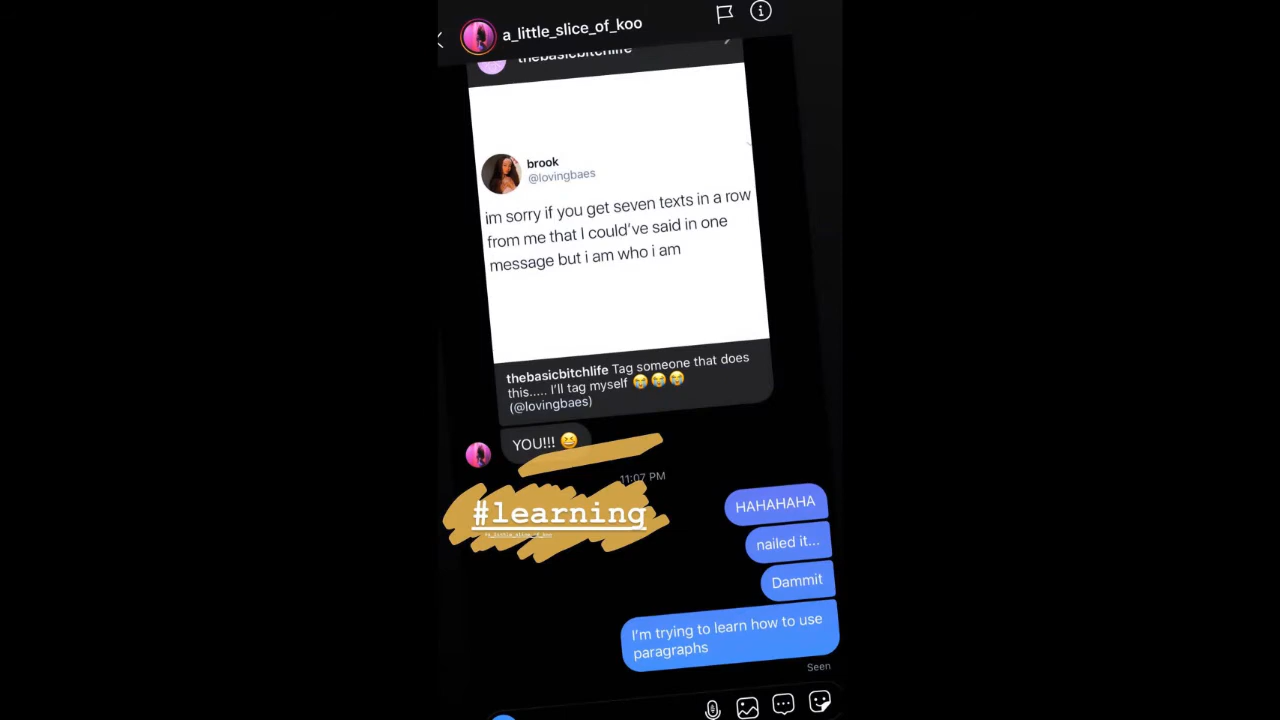 a_little_slice_of_koo
thebasicbitchlife
brook
@lovingbaes
im sorry if you get seven texts in a row
from me that I could've said in one
message but i am who i am
thebasicbitchlife Tag someone that does
this..... I'll tag myself 😭😭😭
(@lovingbaes)
YOU!!! 😆
11:07 PM
#learning
@a_little_slice_of_koo
HAHAHAHA
nailed it...
Dammit
I'm trying to learn how to use
paragraphs
Seen